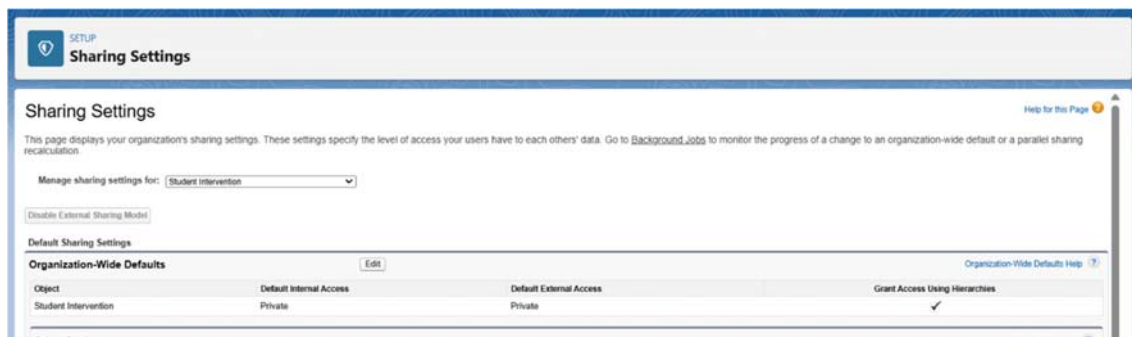 SETUP
Sharing Settings
Sharing Settings
Help for this Page ?
This page displays your organization's sharing settings. These settings specify the level of access your users have to each others' data. Go to Background Jobs to monitor the progress of a change to an organization-wide default or a parallel sharing
recalculation.
Manage sharing settings for: Student Intervention
Disable External Sharing Model
Default Sharing Settings
Organization-Wide Defaults Edit Organization-Wide Defaults Help ?
Object Default Internal Access Default External Access Grant Access Using Hierarchies
Student Intervention Private Private ✓